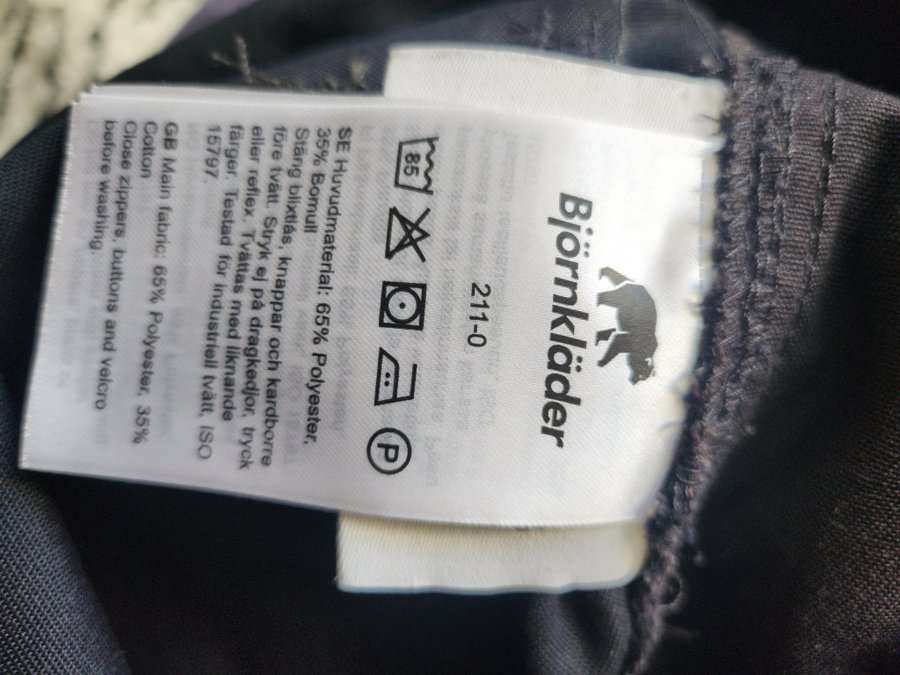 Björnkläder
211-0
85
P
SE Huvudmaterial: 65% Polyester,
35% Bomull
Stäng blixtlås, knappar och kardborre
före tvätt. Stryk ej på dragkedjor, tryck
eller reflex. Tvättas med liknande
färger. Testad för industriell tvätt, ISO
15797.
GB Main fabric: 65% Polyester, 35%
Cotton
Close zippers, buttons and velcro
before washing.